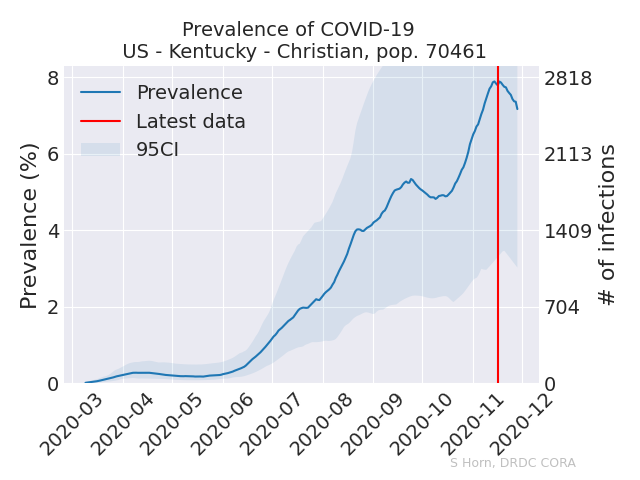 Prevalence of COVID-19
US - Kentucky - Christian, pop. 70461
Prevalence
Latest data
95CI
Prevalence (%)
8
6
4
2
0
2818
2113
1409
704
0
# of infections
2020-03
2020-04
2020-05
2020-06
2020-07
2020-08
2020-09
2020-10
2020-11
2020-12
S Horn, DRDC CORA